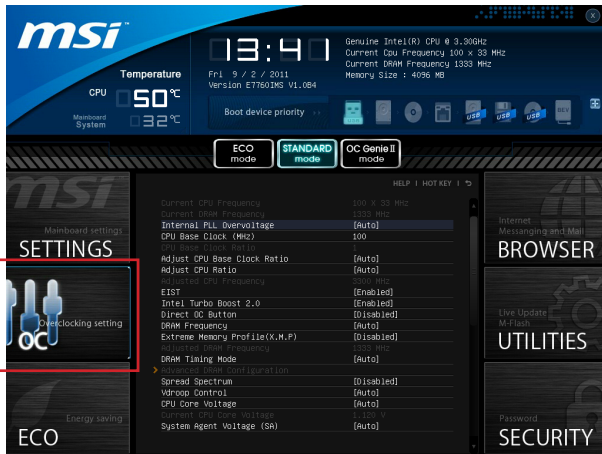 msi
13:41
Temperature
CPU 50°C
Mainboard
System 32°C
Fri 9 / 2 / 2011
Version E7760IMS V1.0B4
Genuine Intel(R) CPU @ 3.30GHz
Current Cpu Frequency 100 x 33 MHz
Current DRAM Frequency 1333 MHz
Memory Size : 4096 MB
Boot device priority
USB USB USB DEV
ECO
mode
STANDARD
mode
OC Genie II
mode
HELP | HOT KEY |
msi
Mainboard settings
SETTINGS
Overclocking setting
OC
Energy saving
ECO
Current CPU Frequency 100 X 33 MHz
Current DRAM Frequency 1333 MHz
Internal PLL Overvoltage [Auto]
CPU Base Clock (MHz) 100
CPU Base Clock Ratio 1
Adjust CPU Base Clock Ratio [Auto]
Adjust CPU Ratio [Auto]
Adjusted CPU Frequency 3300 MHz
EIST [Enabled]
Intel Turbo Boost 2.0 [Enabled]
Direct OC Button [Disabled]
DRAM Frequency [Auto]
Extreme Memory Profile(X.M.P) [Disabled]
Adjusted DRAM Frequency 1333 MHz
DRAM Timing Mode [Auto]
Advanced DRAM Configuration
Spread Spectrum [Disabled]
Vdroop Control [Auto]
CPU Core Voltage [Auto]
Current CPU Core Voltage 1.120 V
System Agent Voltage (SA) [Auto]
Internet
Messanging and Mail
BROWSER
Live Update
M-Flash
UTILITIES
Password
SECURITY